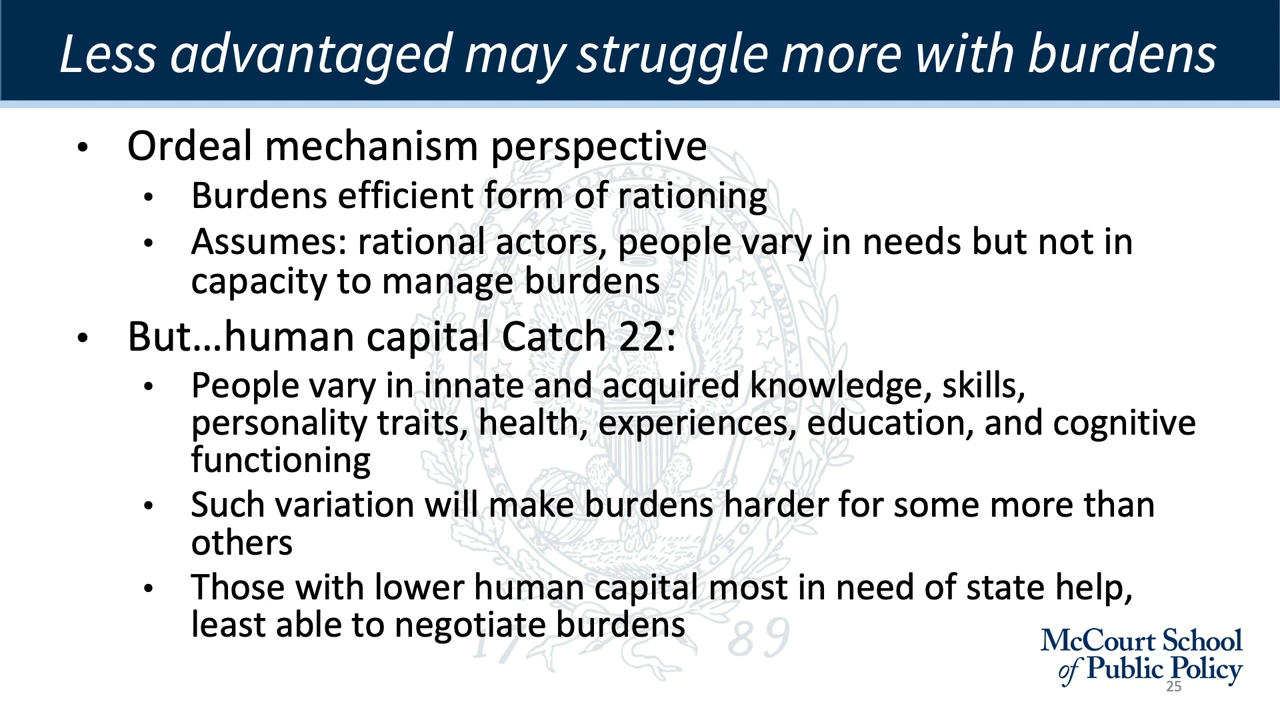 Less advantaged may struggle more with burdens
• Ordeal mechanism perspective
• Burdens efficient form of rationing
• Assumes: rational actors, people vary in needs but not in
capacity to manage burdens
• But...human capital Catch 22:
• People vary in innate and acquired knowledge, skills,
personality traits, health, experiences, education, and cognitive
functioning
• Such variation will make burdens harder for some more than
others
• Those with lower human capital most in need of state help,
least able to negotiate burdens
17 89
McCourt School
of Public Policy
25